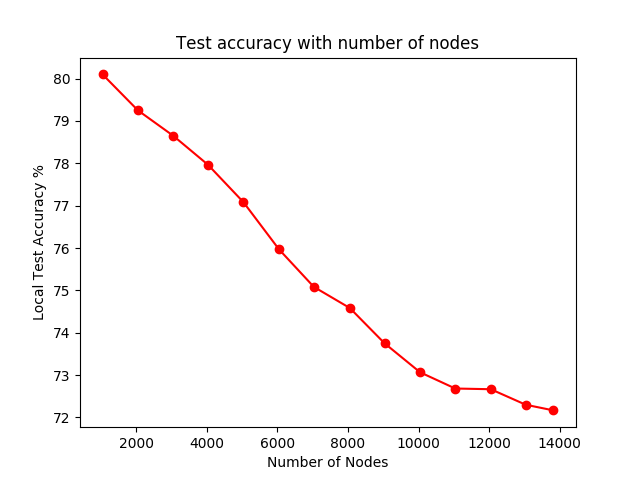 Test accuracy with number of nodes
Local Test Accuracy %
80
79
78
77
76
75
74
73
72
2000 4000 6000 8000 10000 12000 14000
Number of Nodes